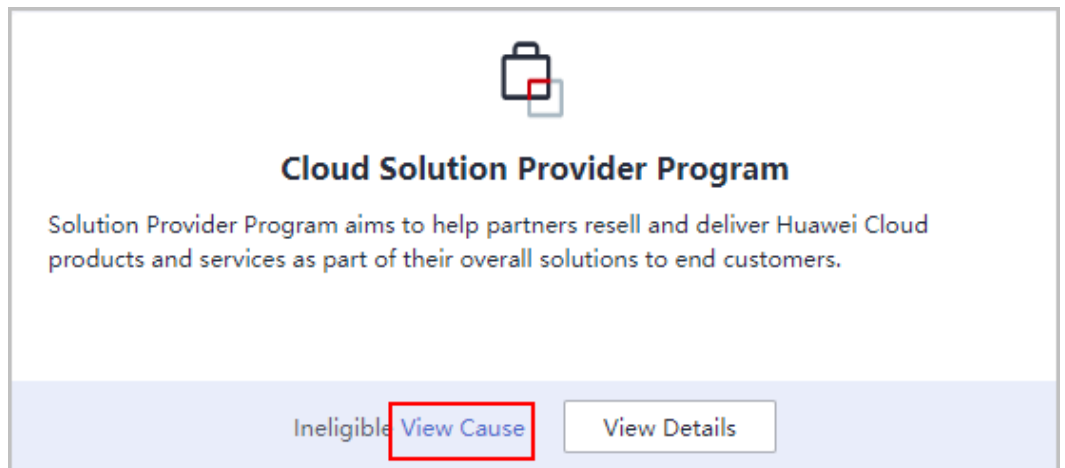 Cloud Solution Provider Program
Solution Provider Program aims to help partners resell and deliver Huawei Cloud
products and services as part of their overall solutions to end customers.
Ineligible View Cause View Details